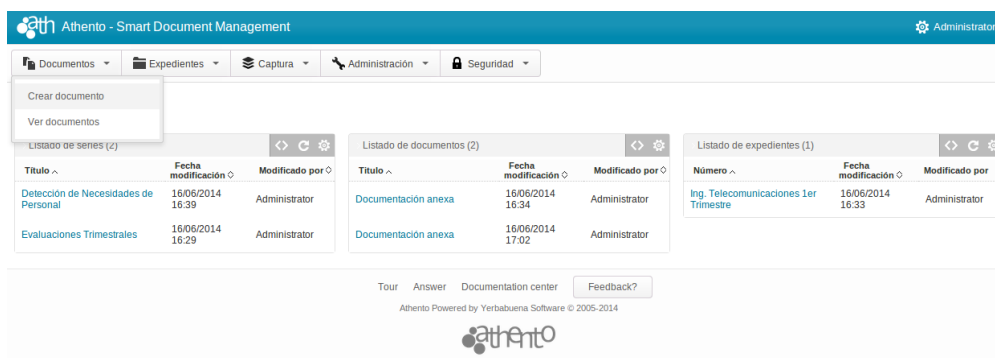 ath Athento - Smart Document Management
Administrator
Documentos Expedientes Captura Administración Seguridad
Crear documento
Ver documentos
Listado de series (2)
Título Fecha modificación Modificado por
Detección de Necesidades de Personal 16/06/2014 16:39 Administrator
Evaluaciones Trimestrales 16/06/2014 16:29 Administrator
Listado de documentos (2)
Titulo Fecha modificación Modificado por
Documentación anexa 16/06/2014 16:34 Administrator
Documentación anexa 16/06/2014 17:02 Administrator
Listado de expedientes (1)
Número Fecha modificación Modificado por
Ing. Telecomunicaciones 1er Trimestre 16/06/2014 16:33 Administrator
Tour Answer Documentation center Feedback?
Athento Powered by Yerbabuena Software © 2005-2014
athento